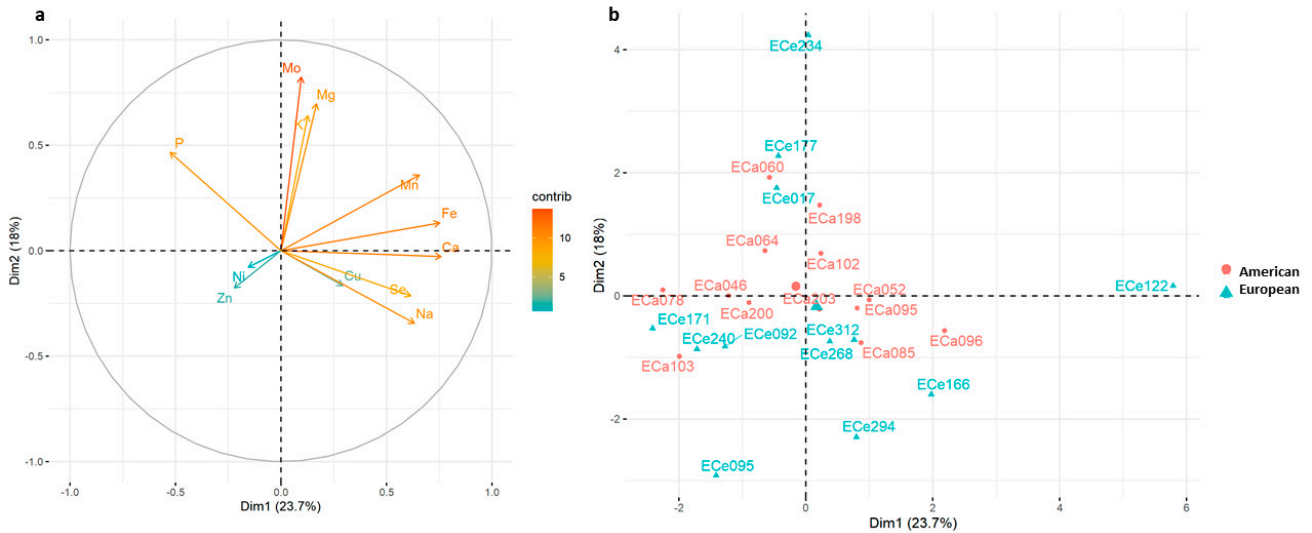 a
1.0
0.5
0.0
-0.5
-1.0
Dim2 (18%)
-1.0
-0.5
0.0
0.5
1.0
Dim1 (23.7%)
Mo
Mg
K
P
Mn
Fe
Ca
Ni
Zn
Cu
Se
Na
contrib
10
5
b
4
2
0
-2
Dim2 (18%)
-2
0
2
4
6
Dim1 (23.7%)
ECe234
ECe177
ECa060
ECe017
ECa198
ECa064
ECa102
ECe122
ECa046
ECa078
ECa203
ECa052
ECa200
ECa095
ECe171
ECe240
ECe092
ECe312
ECe268
ECa085
ECa096
ECa103
ECe166
ECe294
ECe095
American
European